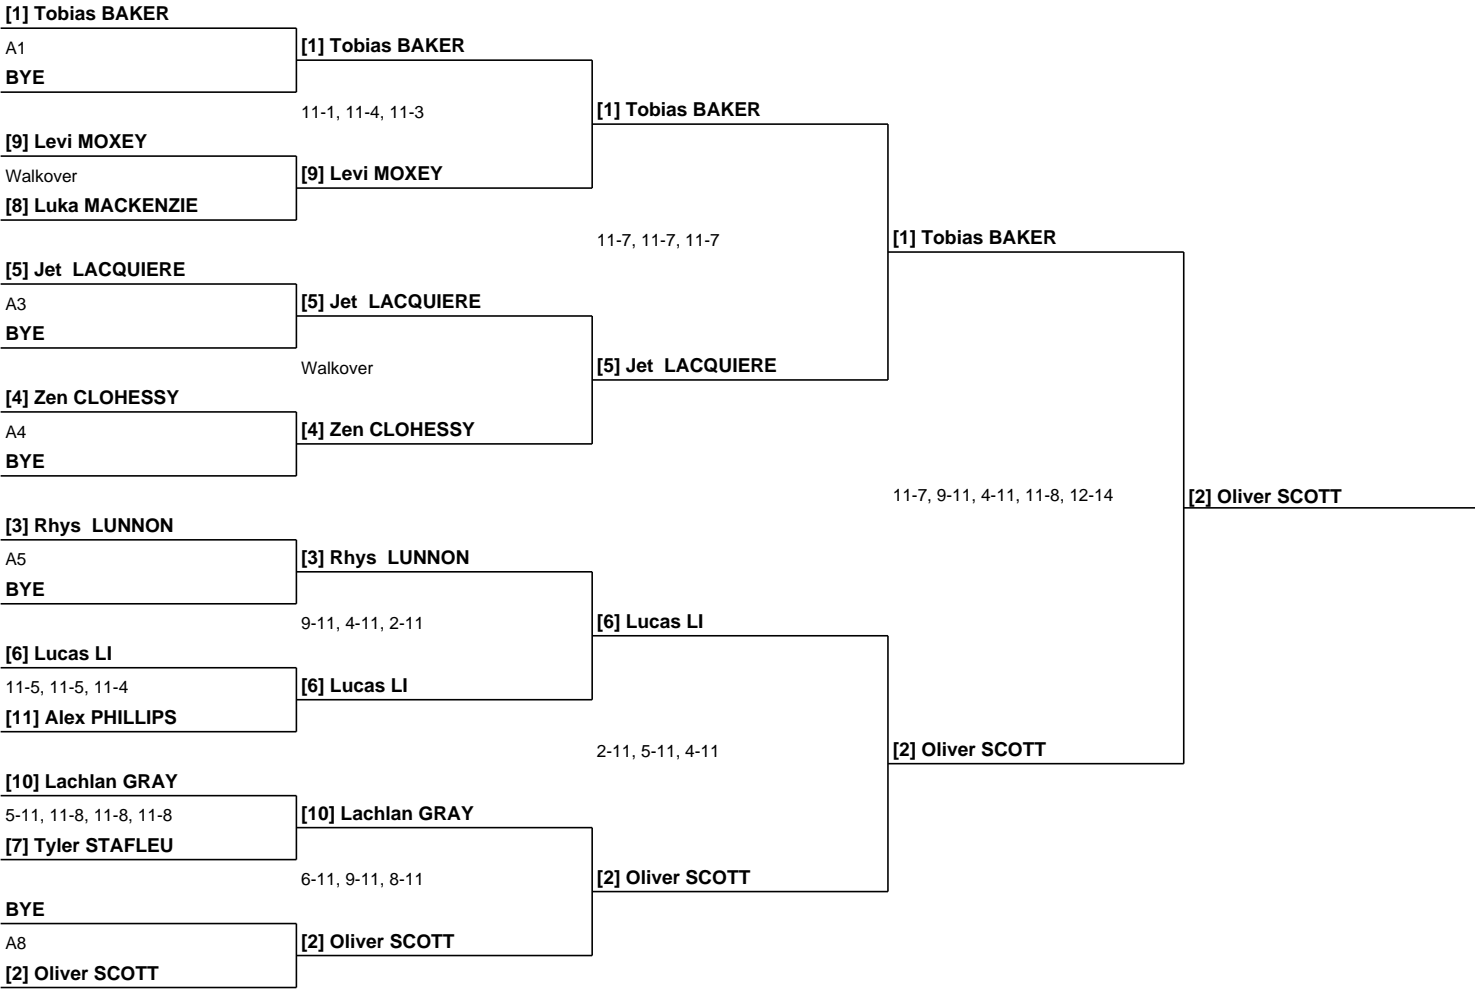 [1] Tobias BAKER
A1
BYE
[9] Levi MOXEY
Walkover
[8] Luka MACKENZIE
[5] Jet  LACQUIERE
A3
BYE
[4] Zen CLOHESSY
A4
BYE
[3] Rhys  LUNNON
A5
BYE
[6] Lucas LI
11-5, 11-5, 11-4
[11] Alex PHILLIPS
[10] Lachlan GRAY
5-11, 11-8, 11-8, 11-8
[7] Tyler STAFLEU
BYE
A8
[2] Oliver SCOTT
[1] Tobias BAKER
11-1, 11-4, 11-3
[9] Levi MOXEY
[5] Jet  LACQUIERE
Walkover
[4] Zen CLOHESSY
[3] Rhys  LUNNON
9-11, 4-11, 2-11
[6] Lucas LI
[10] Lachlan GRAY
6-11, 9-11, 8-11
[2] Oliver SCOTT
[1] Tobias BAKER
11-7, 11-7, 11-7
[5] Jet  LACQUIERE
[6] Lucas LI
2-11, 5-11, 4-11
[2] Oliver SCOTT
[1] Tobias BAKER
11-7, 9-11, 4-11, 11-8, 12-14
[2] Oliver SCOTT
[2] Oliver SCOTT